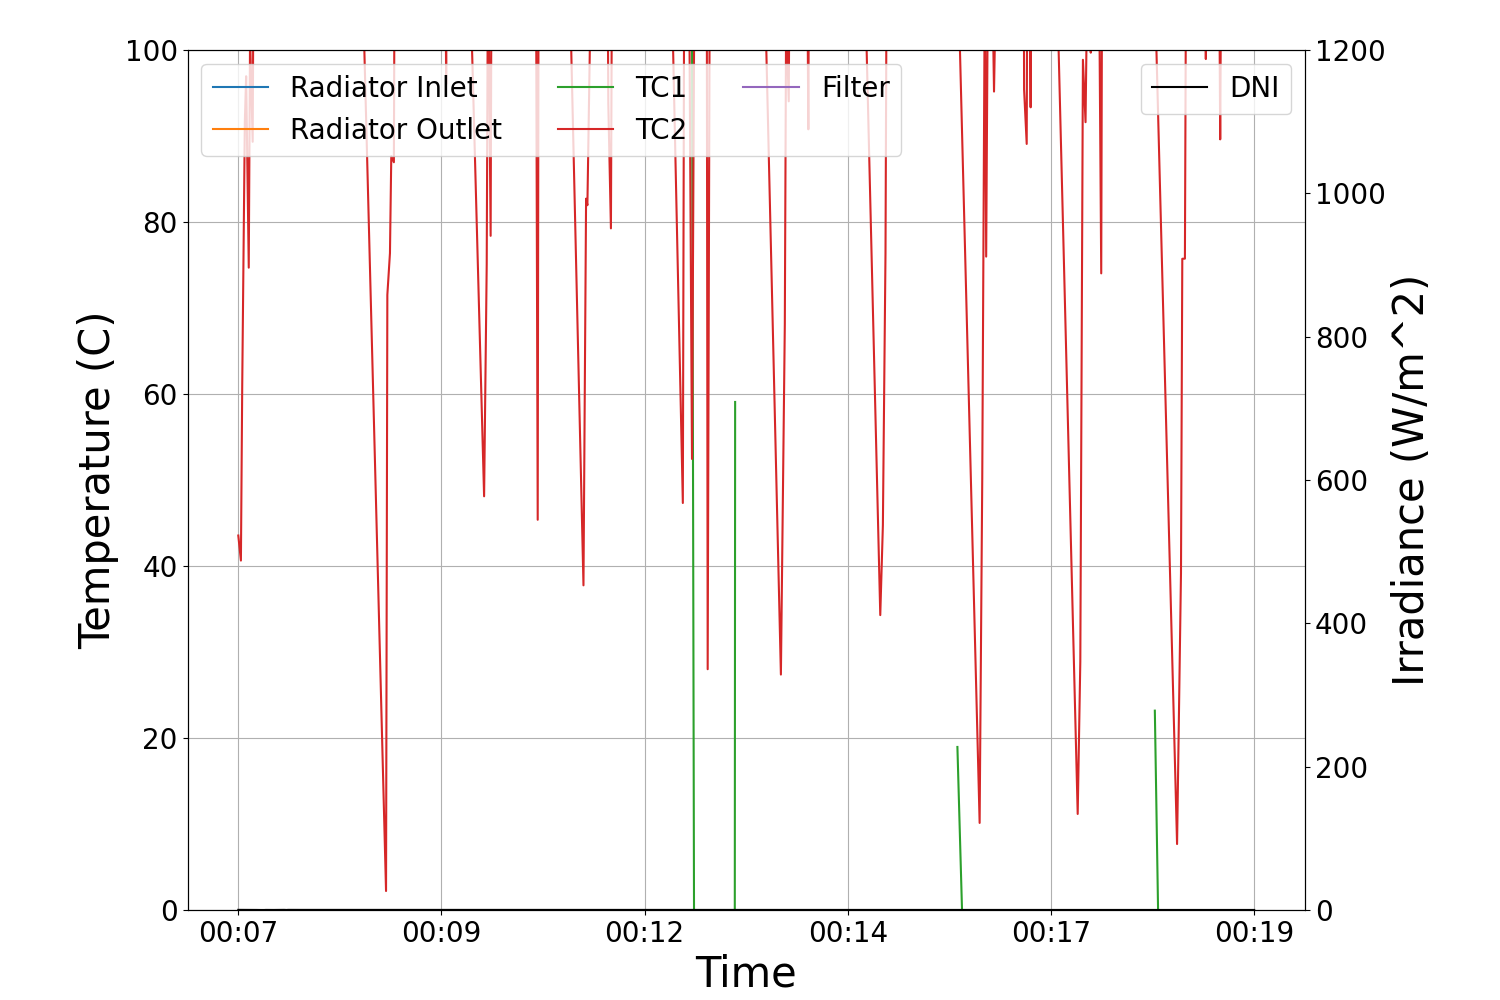 100
80
60
40
20
0
Temperature (C)
Radiator Inlet
Radiator Outlet
TC1
TC2
Filter
DNI
1200
1000
800
600
400
200
0
Irradiance (W/m^2)
00:07 00:09 00:12 00:14 00:17 00:19
Time